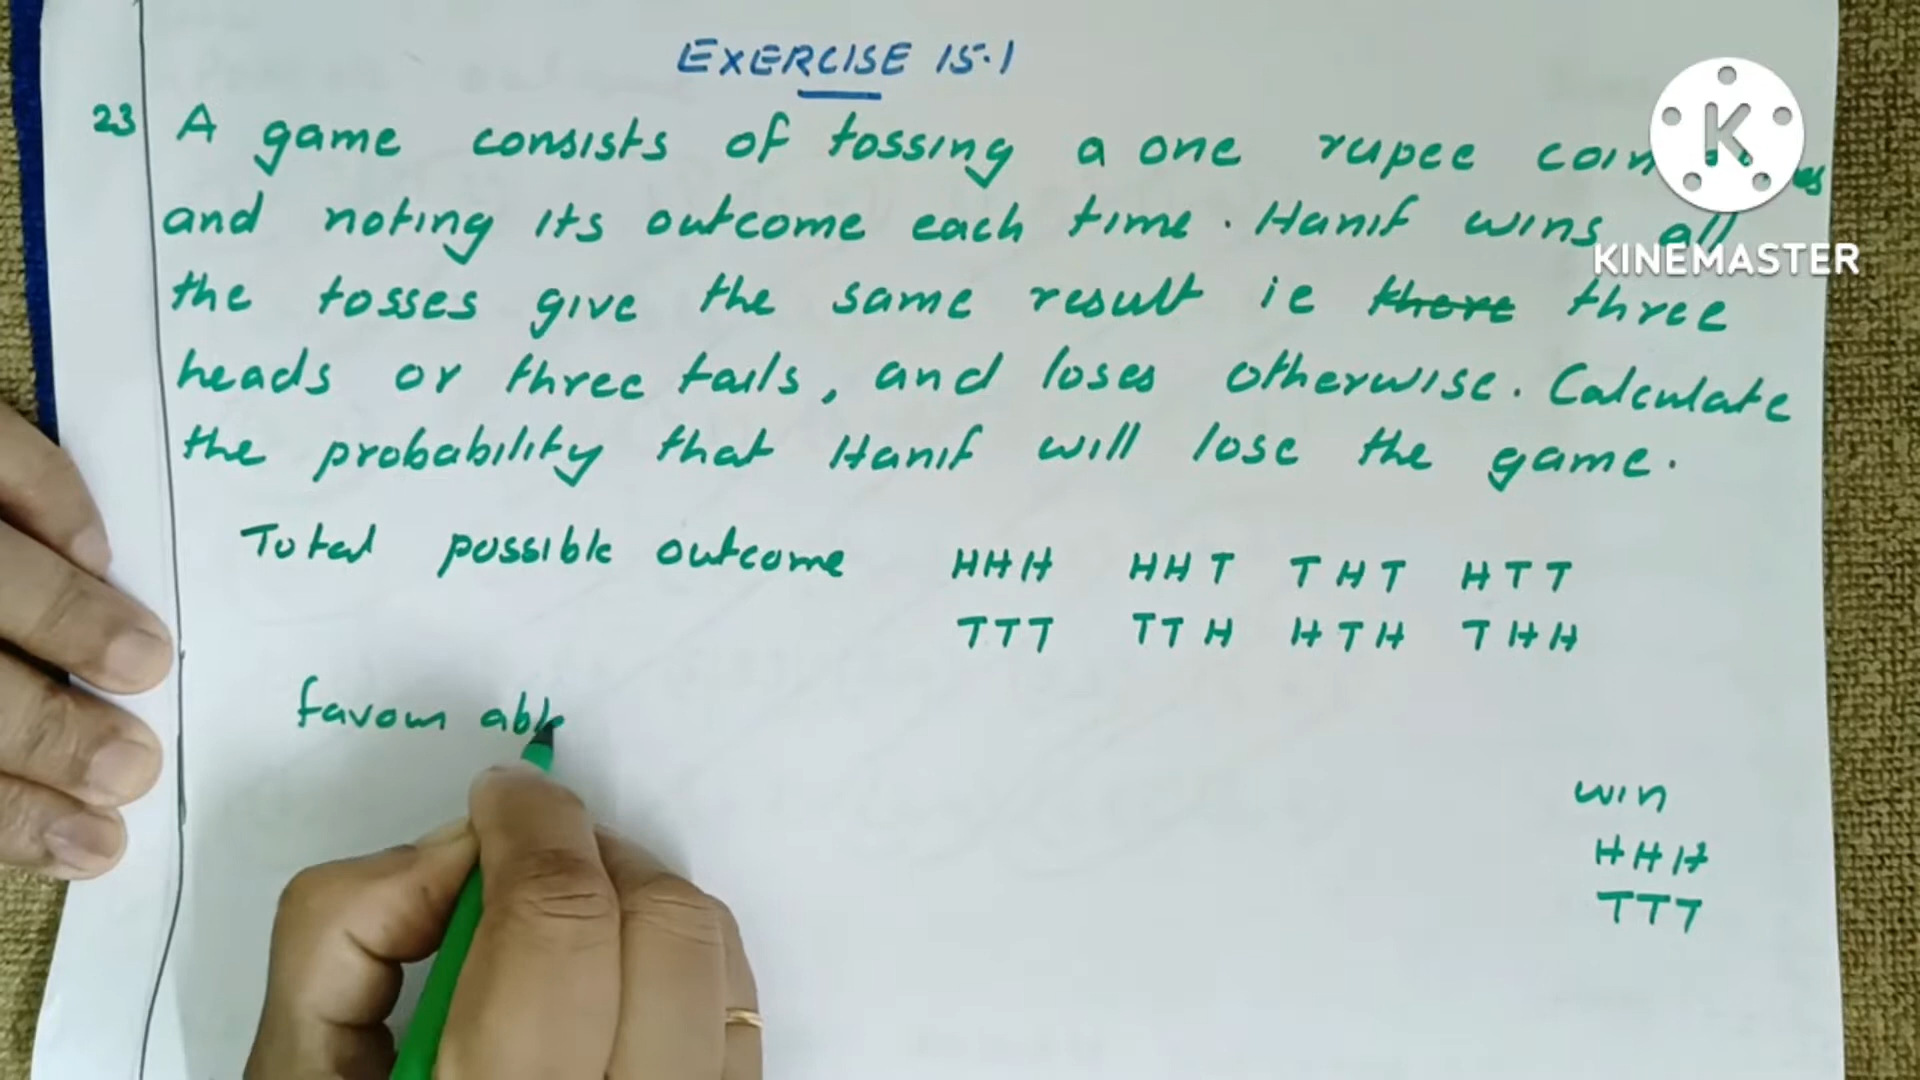 EXERCISE 15.1
23 A game consists of tossing a one rupee coin
and noting its outcome each time. Hanif wins all
the tosses give the same result ie there three
heads or three tails, and loses otherwise. Calculate
the probability that Hanif will lose the game.
Total possible outcome HHH HHT THT HTT
TTT TTH HTH THH
favour able
win
HHH
TTT
K
KINEMASTER